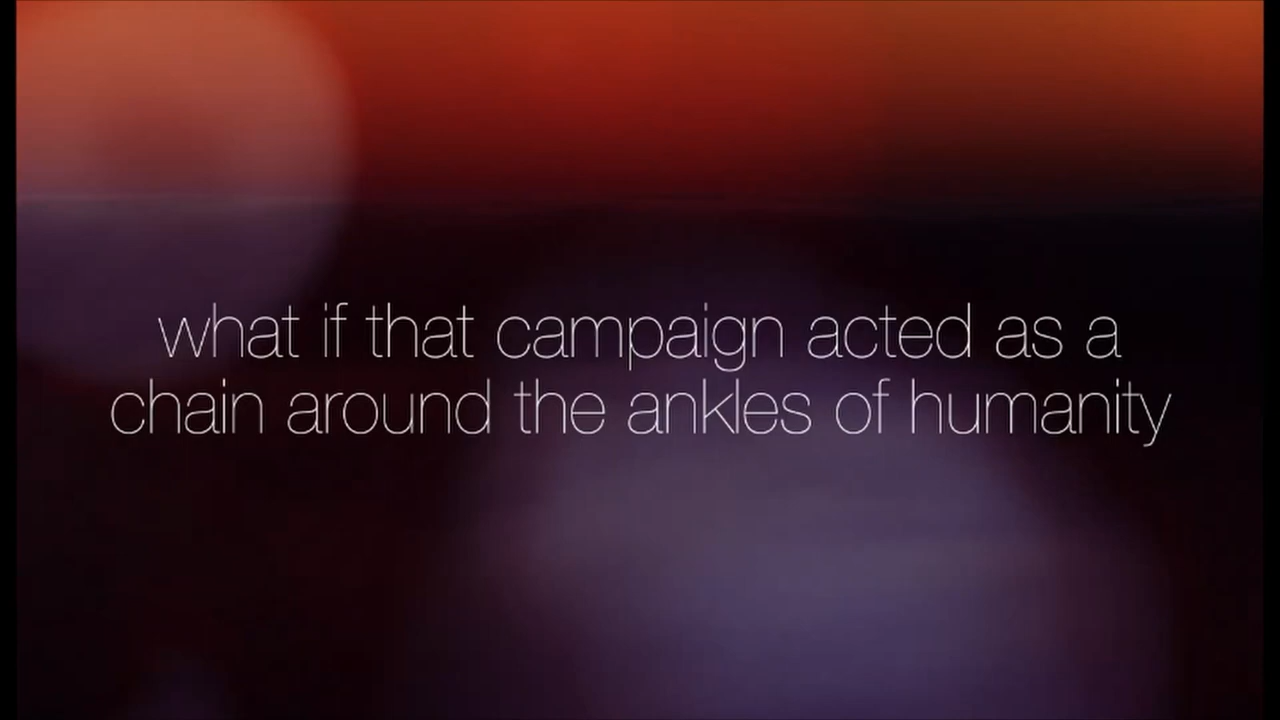 what if that campaign acted as a
chain around the ankles of humanity